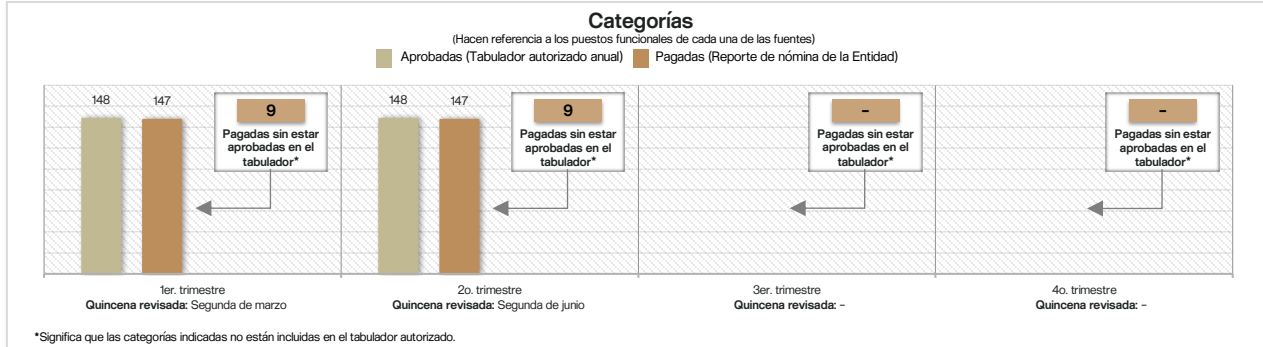 Categorías
(Hacen referencia a los puestos funcionales de cada una de las fuentes)
Aprobadas (Tabulador autorizado anual) Pagadas (Reporte de nómina de la Entidad)
148 147
9
Pagadas sin estar
aprobadas en el
tabulador*
148 147
9
Pagadas sin estar
aprobadas en el
tabulador*
-
Pagadas sin estar
aprobadas en el
tabulador*
-
Pagadas sin estar
aprobadas en el
tabulador*
1er. trimestre
Quincena revisada: Segunda de marzo
2o. trimestre
Quincena revisada: Segunda de junio
3er. trimestre
Quincena revisada: -
4o. trimestre
Quincena revisada: -
*Significa que las categorías indicadas no están incluidas en el tabulador autorizado.